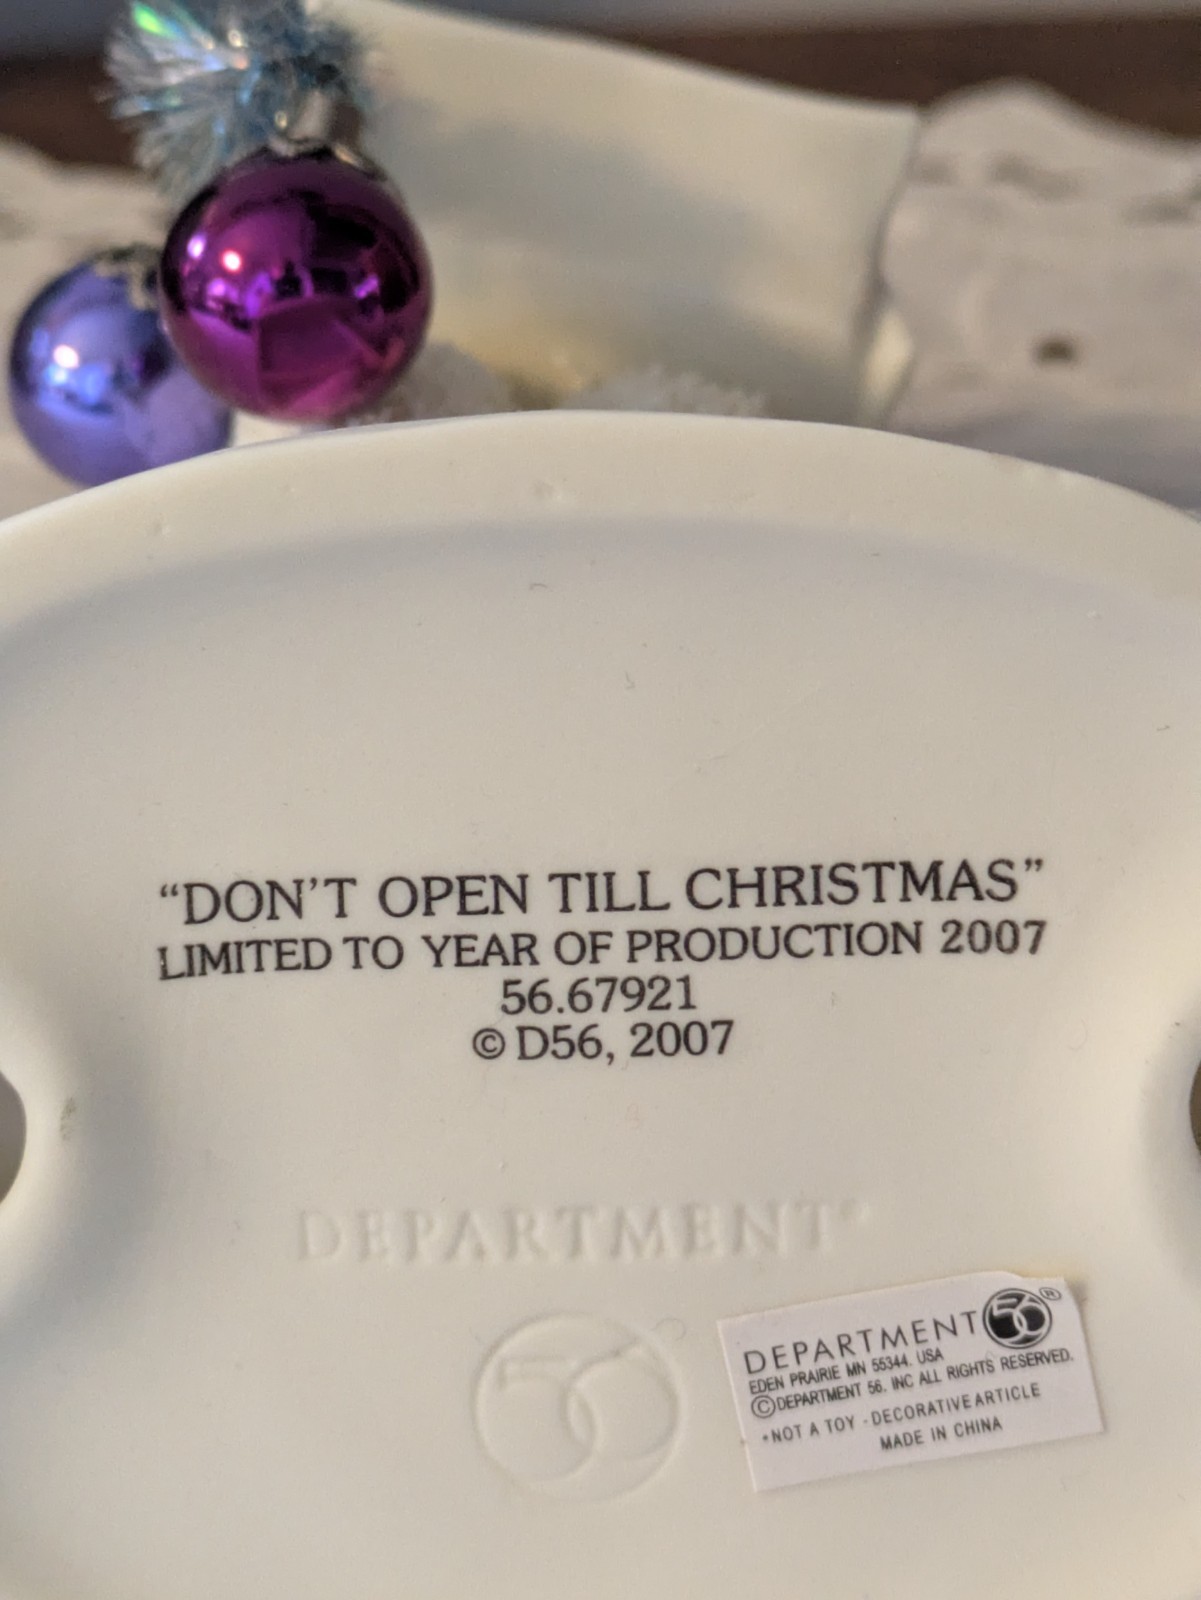 “DON’T OPEN TILL CHRISTMAS”
LIMITED TO YEAR OF PRODUCTION 2007
56.67921
© D56, 2007
DEPARTMENT®
56
DEPARTMENT 56®
EDEN PRAIRIE MN 55344. USA
©DEPARTMENT 56. INC ALL RIGHTS RESERVED.
•NOT A TOY - DECORATIVE ARTICLE
MADE IN CHINA